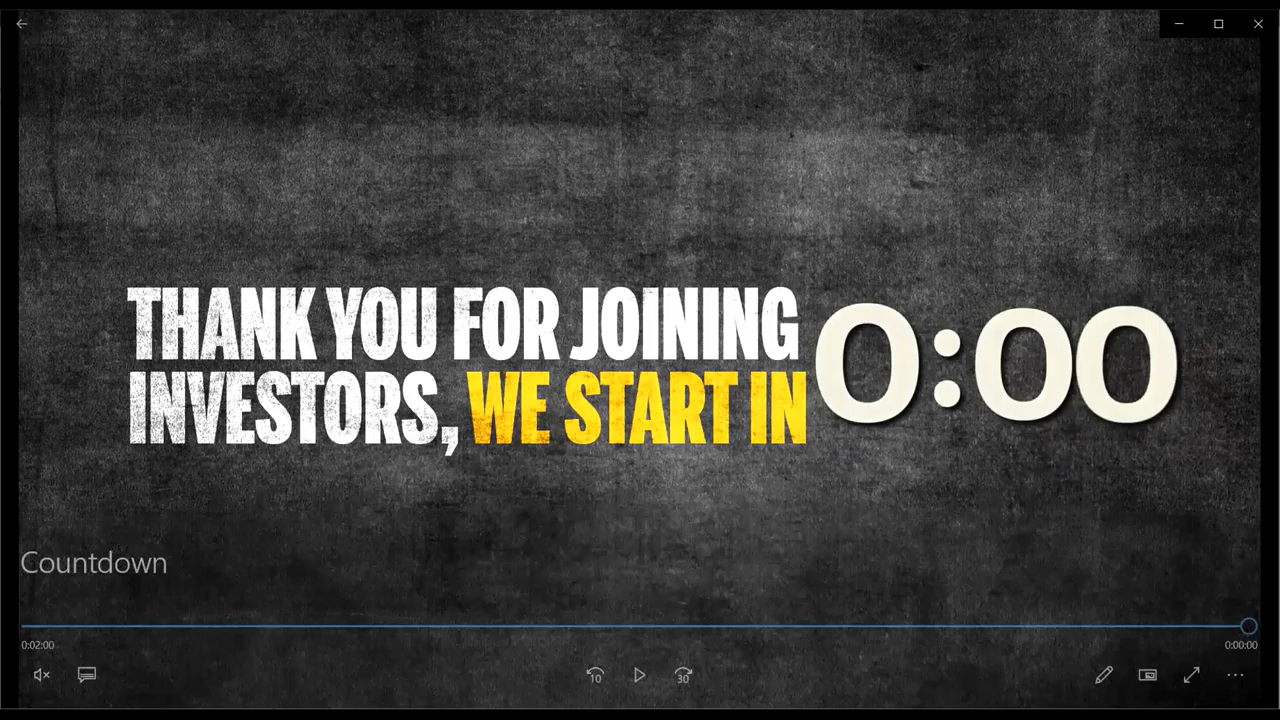 THANK YOU FOR JOINING
INVESTORS, WE START IN
0:00
Countdown
0:02:00
0:00:00
10
30